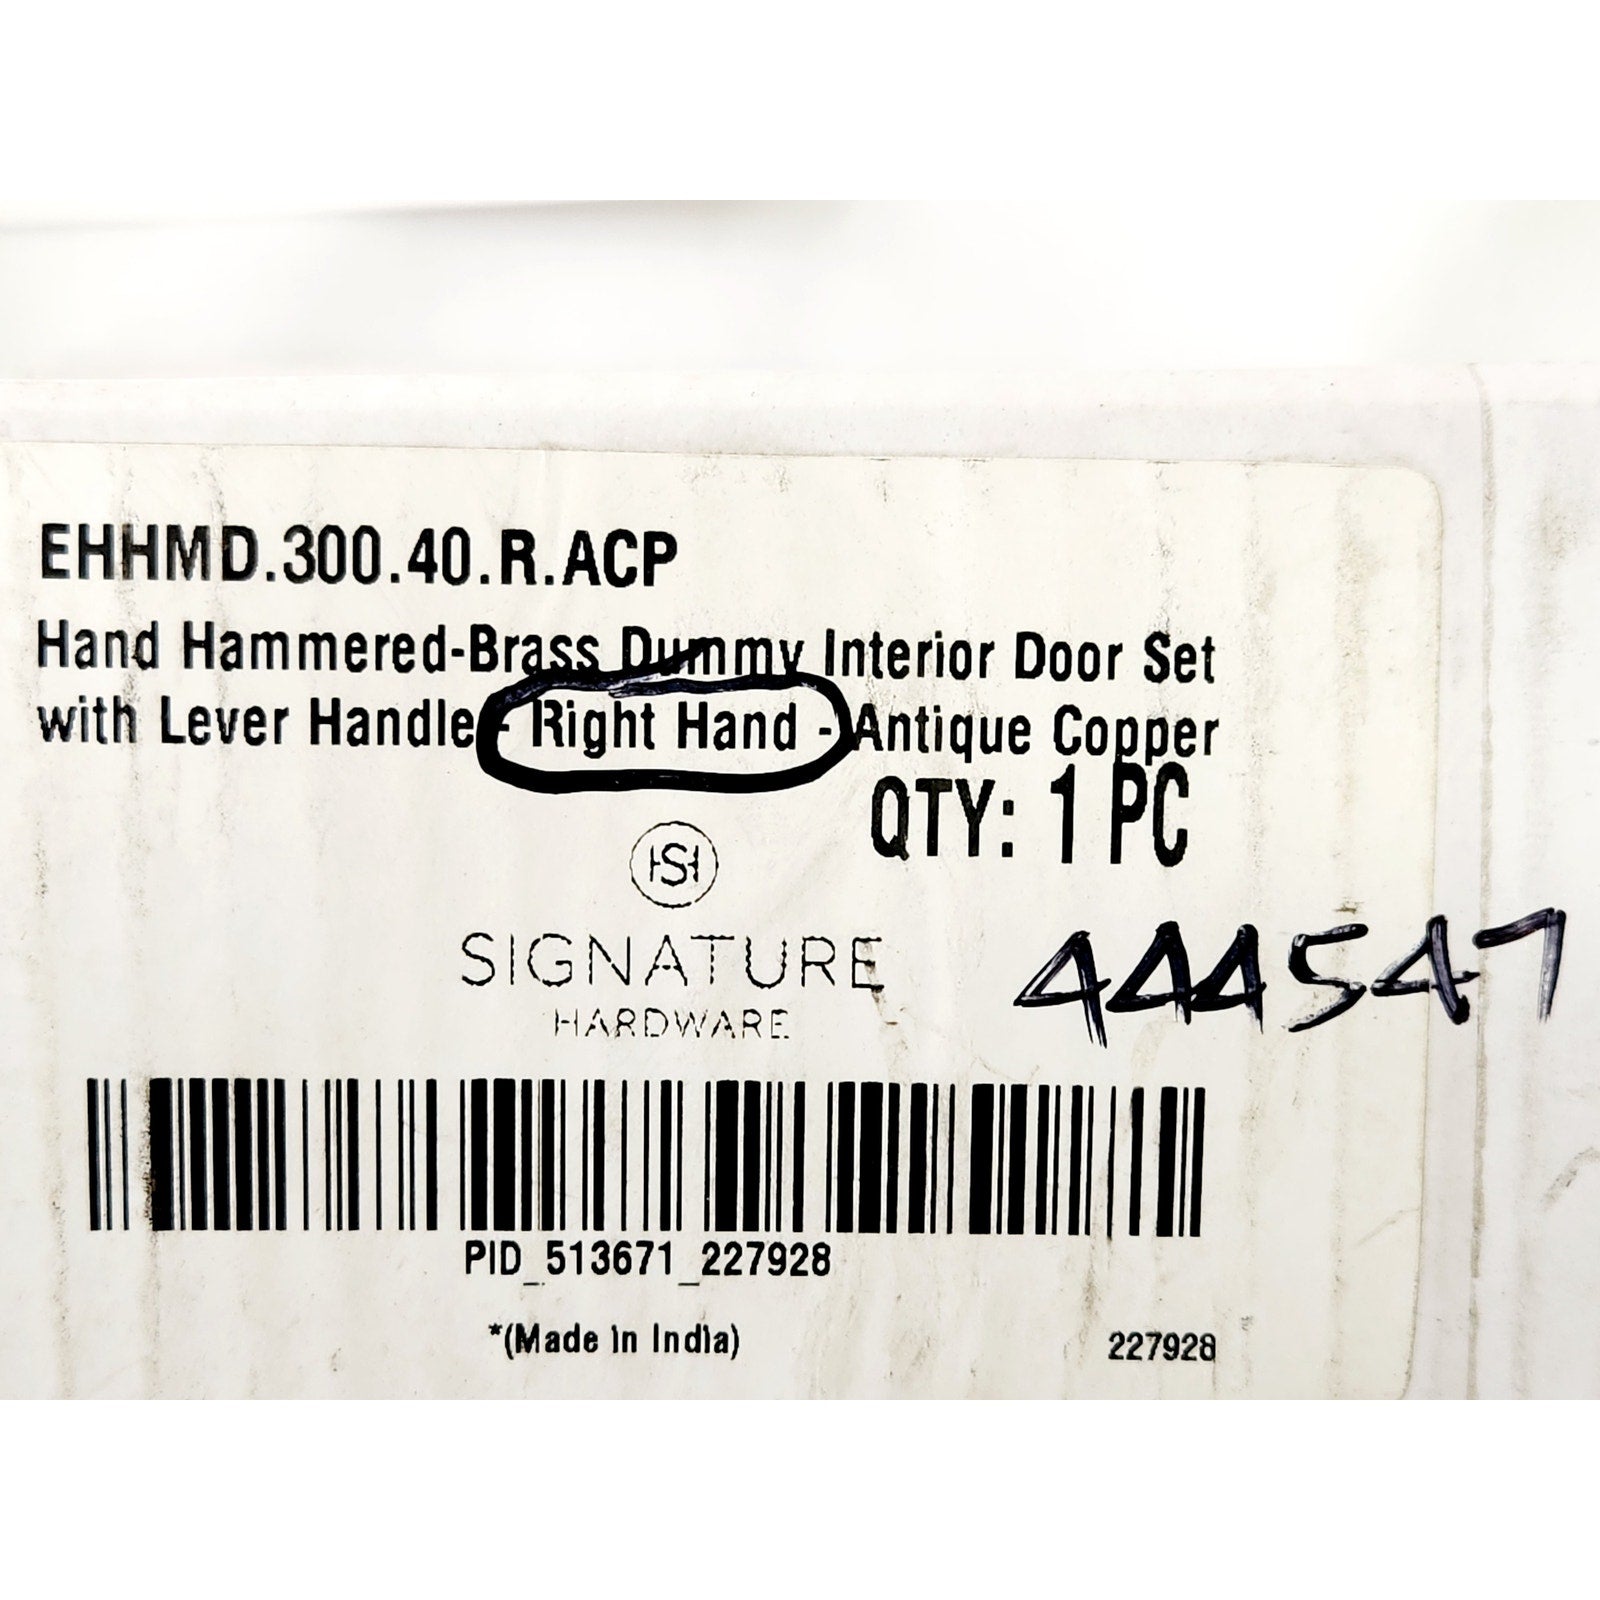 EHHMD.300.40.R.ACP
Hand Hammered-Brass Dummy Interior Door Set
with Lever Handle - Right Hand - Antique Copper
QTY: 1 PC
HSH
SIGNATURE
HARDWARE
444547
PID_513671_227928
*(Made in India)
227928